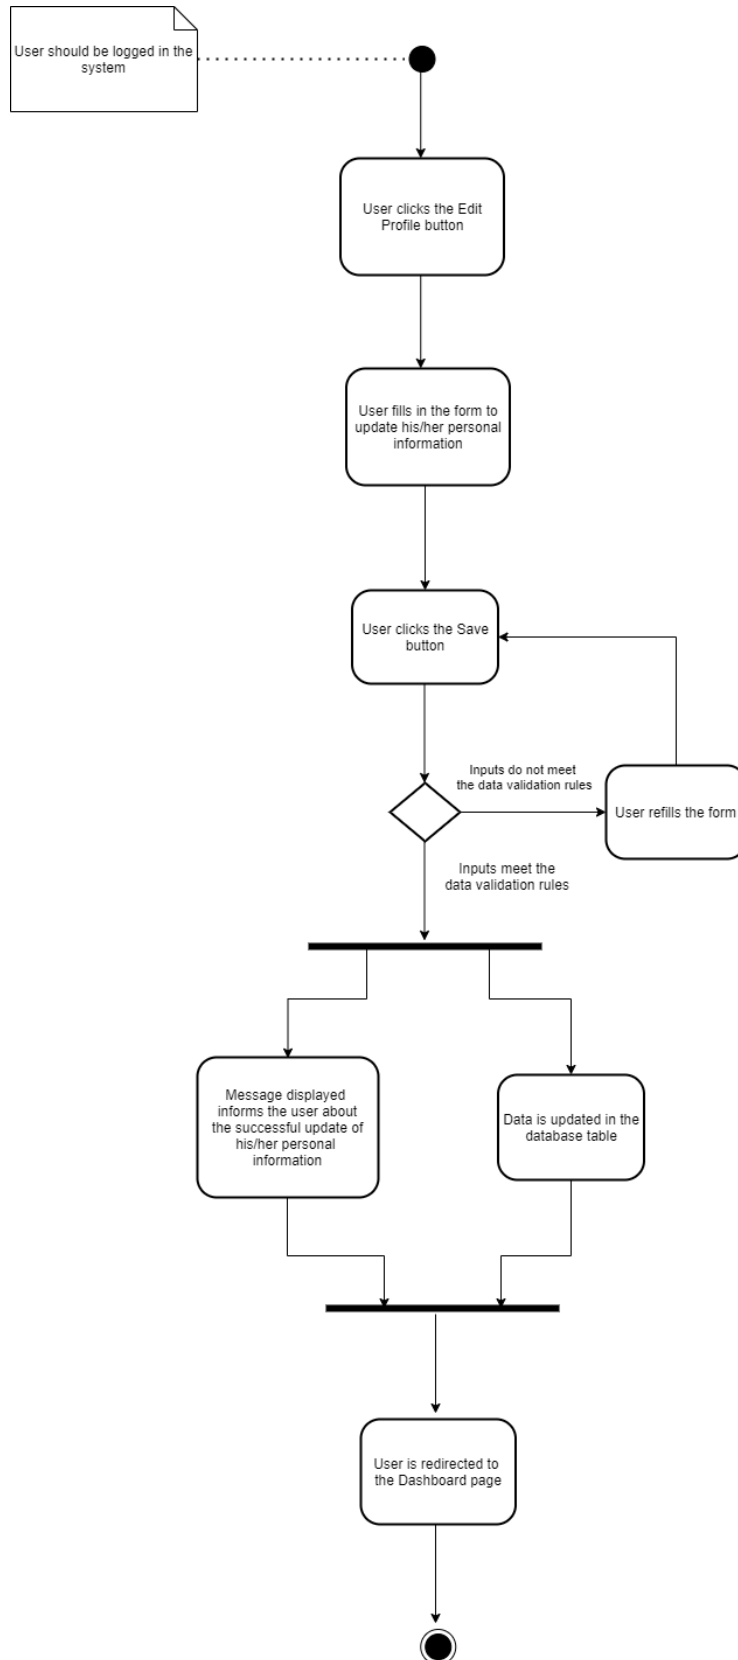 User should be logged in the
system
User clicks the Edit
Profile button
User fills in the form to
update his/her personal
information
User clicks the Save
button
Inputs do not meet
the data validation rules
User refills the form
Inputs meet the
data validation rules
Message displayed
informs the user about
the successful update of
his/her personal
information
Data is updated in the
database table
User is redirected to
the Dashboard page